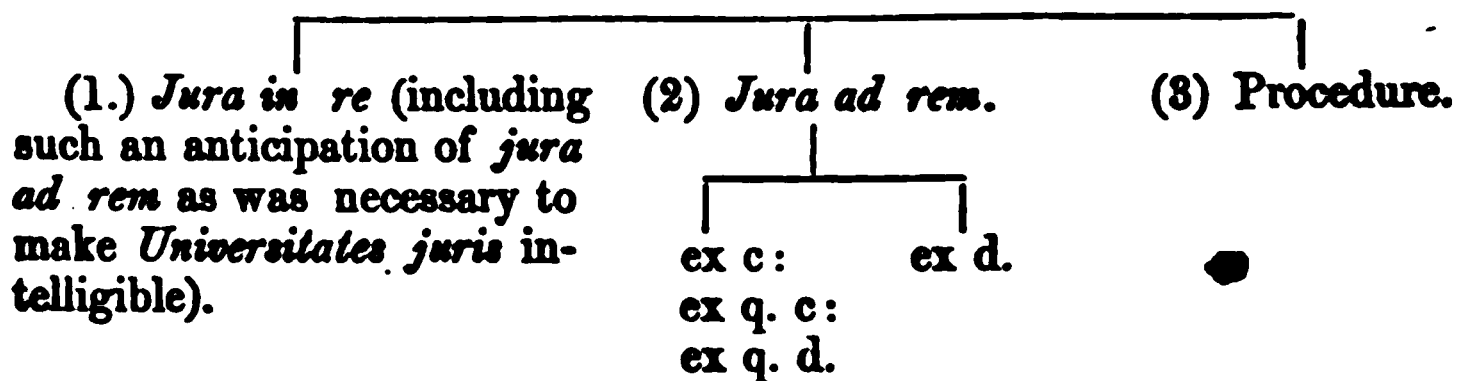 (1.) Jura in re (including
such an anticipation of jura
ad rem as was necessary to
make Universitates juris in-
telligible).
(2) Jura ad rem.
ex c: ex d.
ex q. c:
ex q. d.
(3) Procedure.